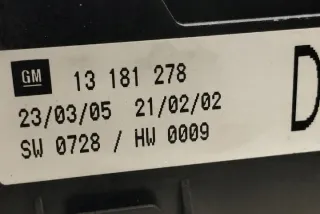 GM 13 181 278
23/03/05 21/02/02
SW 0728 / HW 0009
D